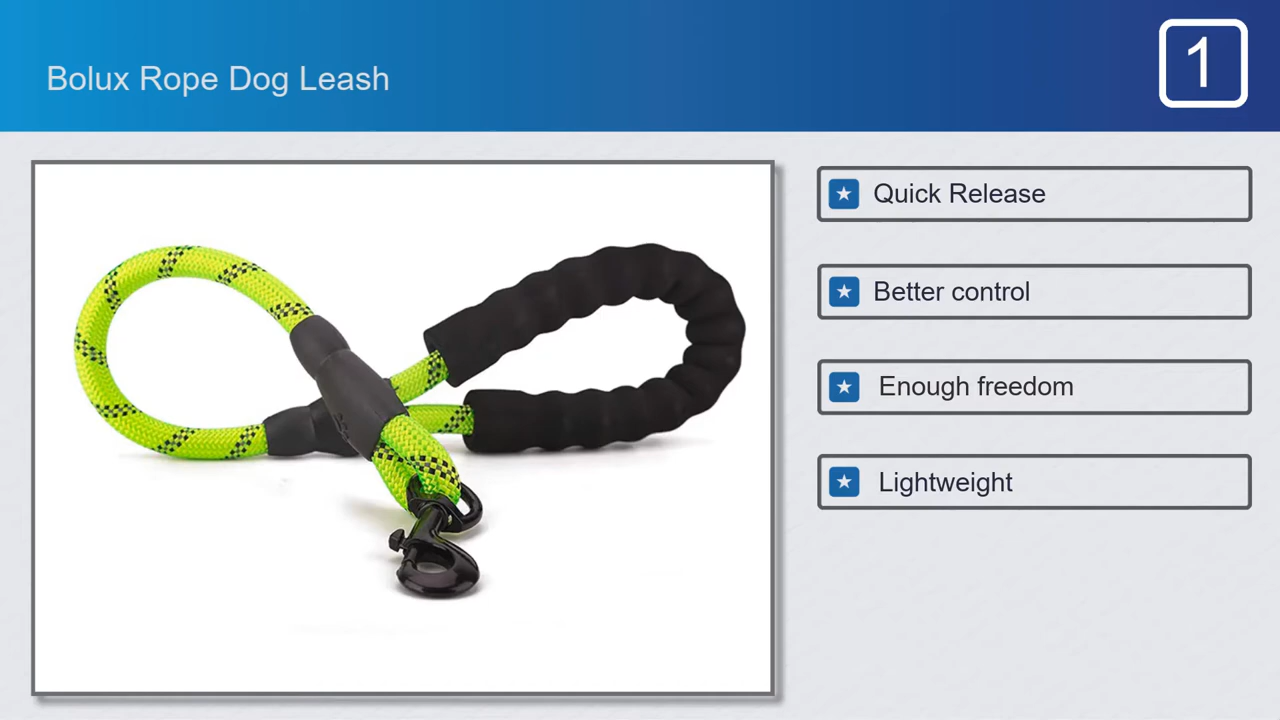 Bolux Rope Dog Leash
1
Quick Release
Better control
Enough freedom
Lightweight